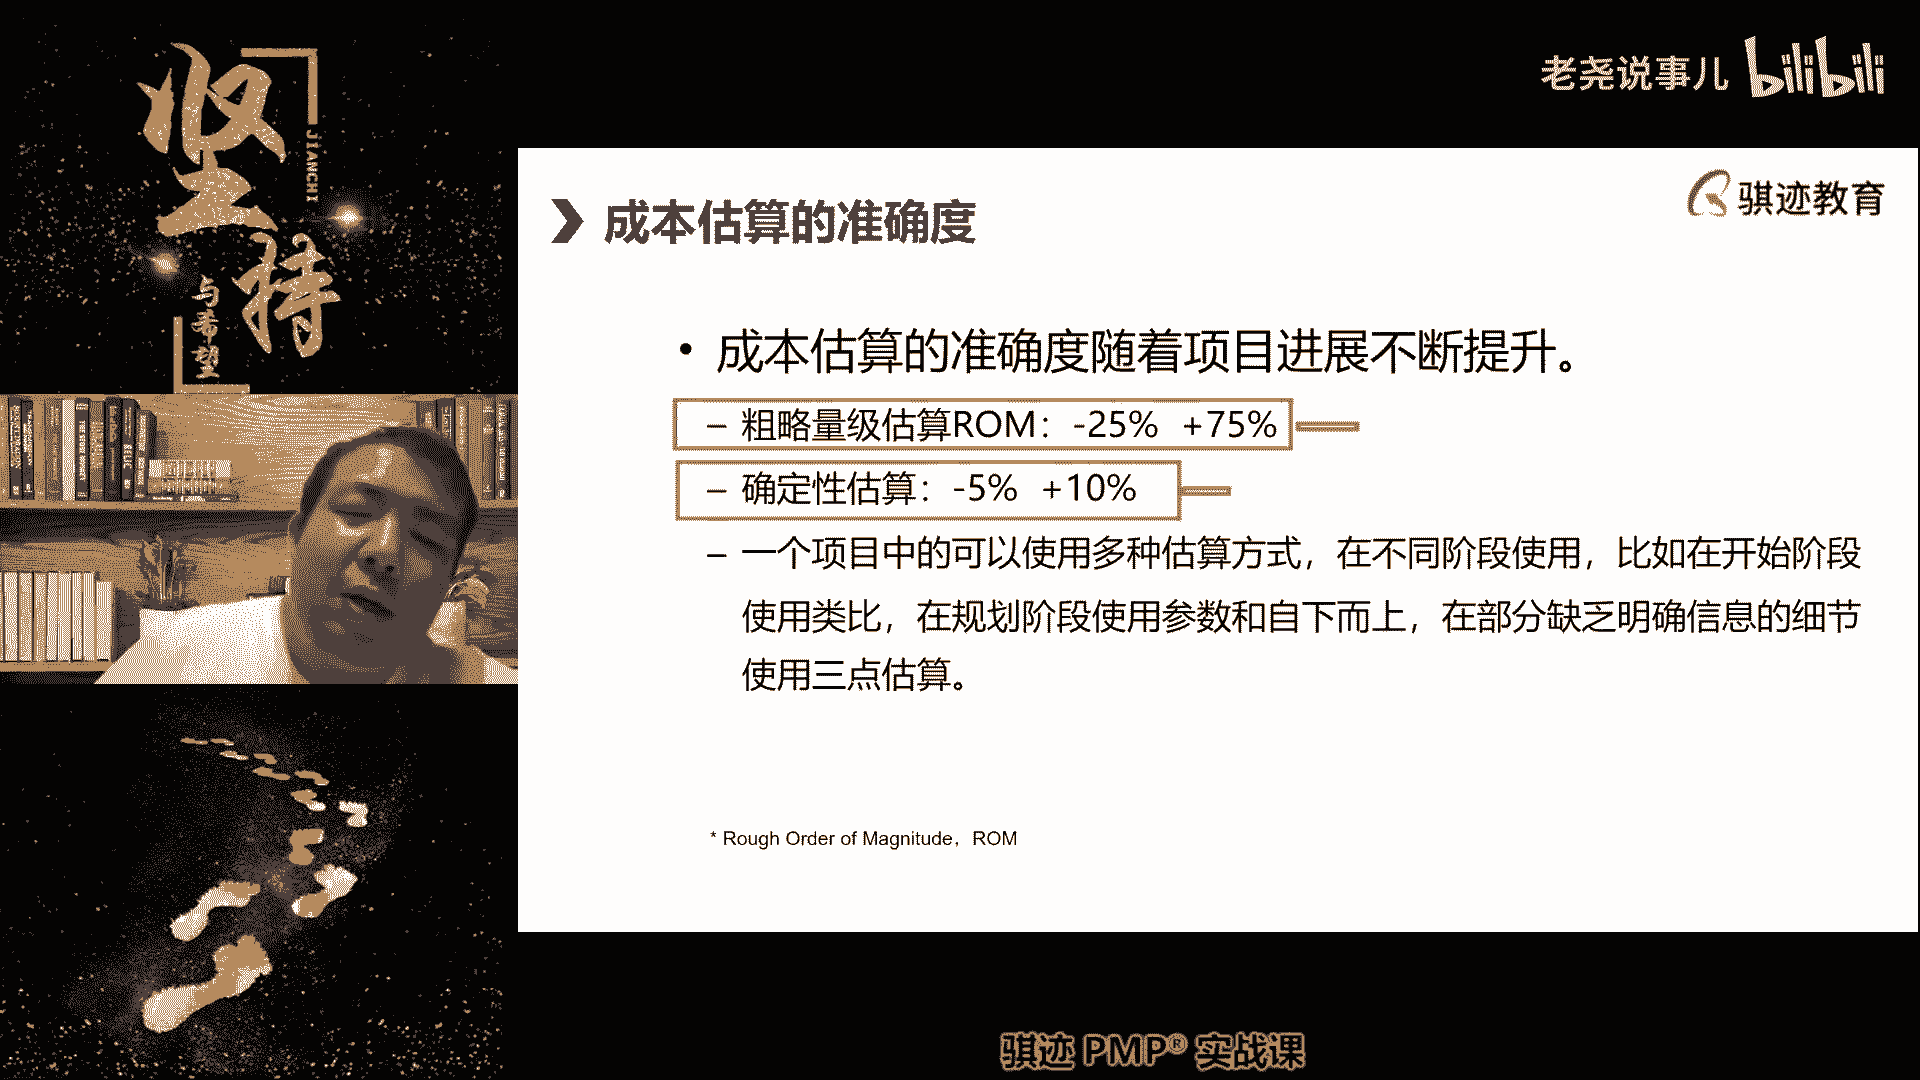 坚
JIANCHI
持
与希望
老尧说事儿 bilibili
骐迹教育
成本估算的准确度
• 成本估算的准确度随着项目进展不断提升。
– 粗略量级估算ROM：-25% +75%
– 确定性估算：-5% +10%
– 一个项目中的可以使用多种估算方式，在不同阶段使用，比如在开始阶段
使用类比，在规划阶段使用参数和自下而上，在部分缺乏明确信息的细节
使用三点估算。
* Rough Order of Magnitude，ROM
骐迹 PMP® 实战课